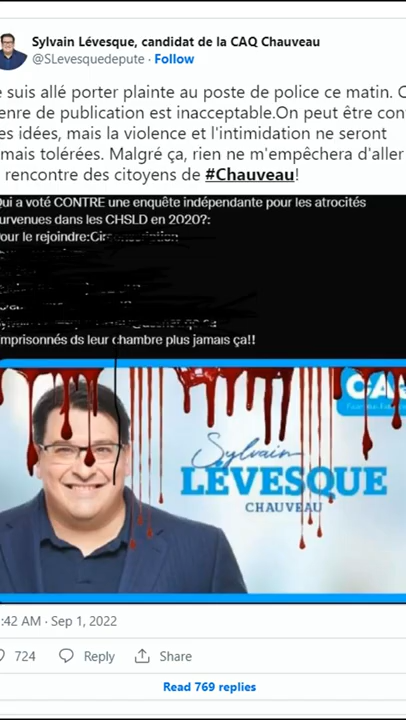 Sylvain Lévesque, candidat de la CAQ Chauveau
@SLevesquedepute · Follow
e suis allé porter plainte au poste de police ce matin. C
enre de publication est inacceptable.On peut être cont
es idées, mais la violence et l'intimidation ne seront
mais tolérées. Malgré ça, rien ne m'empêchera d'aller
rencontre des citoyens de #Chauveau!
Qui a voté CONTRE une enquête indépendante pour les atrocités
urvenues dans les CHSLD en 2020?:
our le rejoindre:
mprisonnés ds leur chambre plus jamais ça!!
CAQ
Sylvain
LÉVESQUE
CHAUVEAU
:42 AM · Sep 1, 2022
724 Reply Share
Read 769 replies